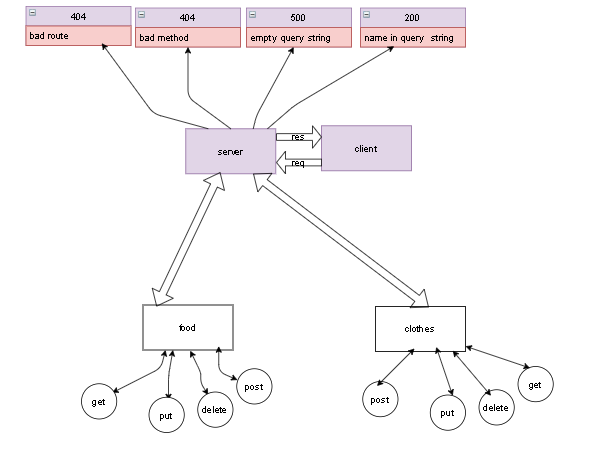 404
bad route
404
bad method
500
empty query string
200
name in query string
server
res
req
client
food
clothes
get
put
delete
post
post
put
delete
get